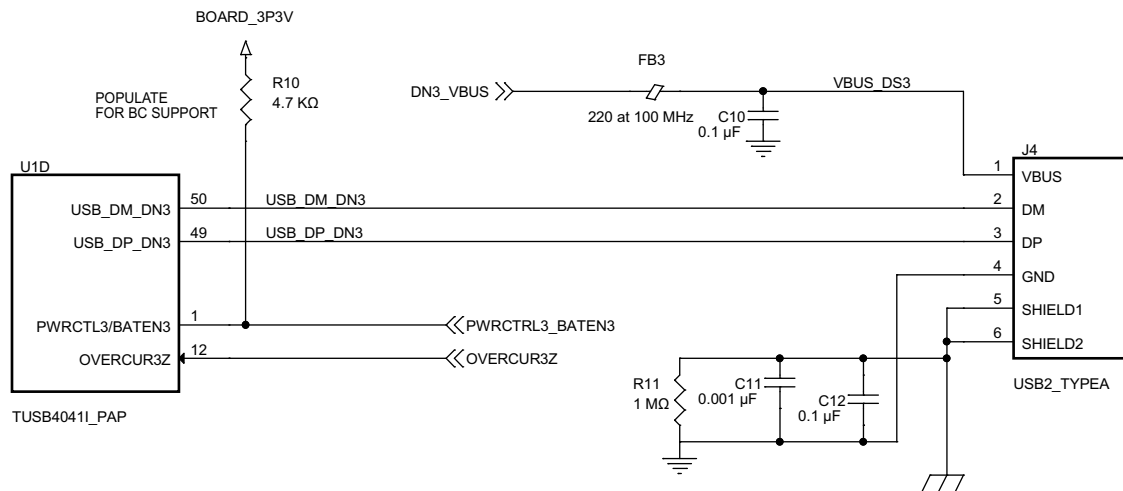 BOARD_3P3V
FB3
R10
4.7 KΩ
DN3_VBUS
VBUS_DS3
POPULATE
FOR BC SUPPORT
220 at 100 MHz
C10
0.1 µF
U1D
J4
1
VBUS
USB_DM_DN3
50
USB_DM_DN3
2
DM
USB_DP_DN3
49
USB_DP_DN3
3
DP
4
GND
5
SHIELD1
PWRCTL3/BATEN3
1
PWRCTRL3_BATEN3
6
SHIELD2
OVERCUR3Z
12
OVERCUR3Z
R11
1 MΩ
C11
0.001 µF
C12
0.1 µF
USB2_TYPEA
TUSB4041I_PAP